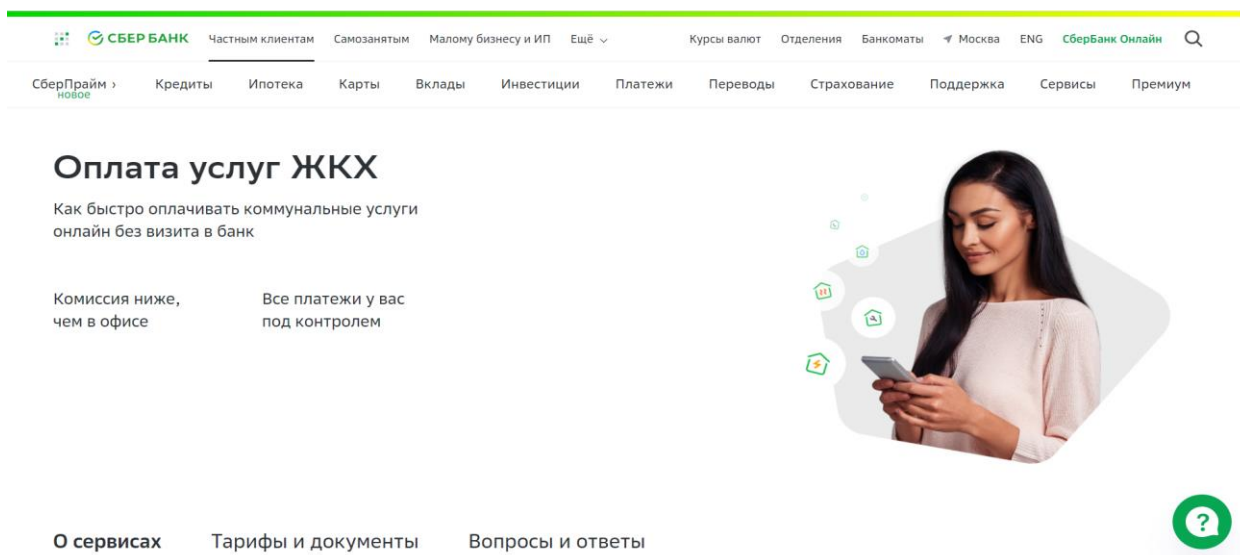 СБЕР БАНК Частным клиентам Самозанятым Малому бизнесу и ИП Ещё Курсы валют Отделения Банкоматы Москва ENG СберБанк Онлайн
СберПрайм › Кредиты Ипотека Карты Вклады Инвестиции Платежи Переводы Страхование Поддержка Сервисы Премиум
новое
Оплата услуг ЖКХ
Как быстро оплачивать коммунальные услуги
онлайн без визита в банк
Комиссия ниже, Все платежи у вас
чем в офисе под контролем
О сервисах Тарифы и документы Вопросы и ответы
?